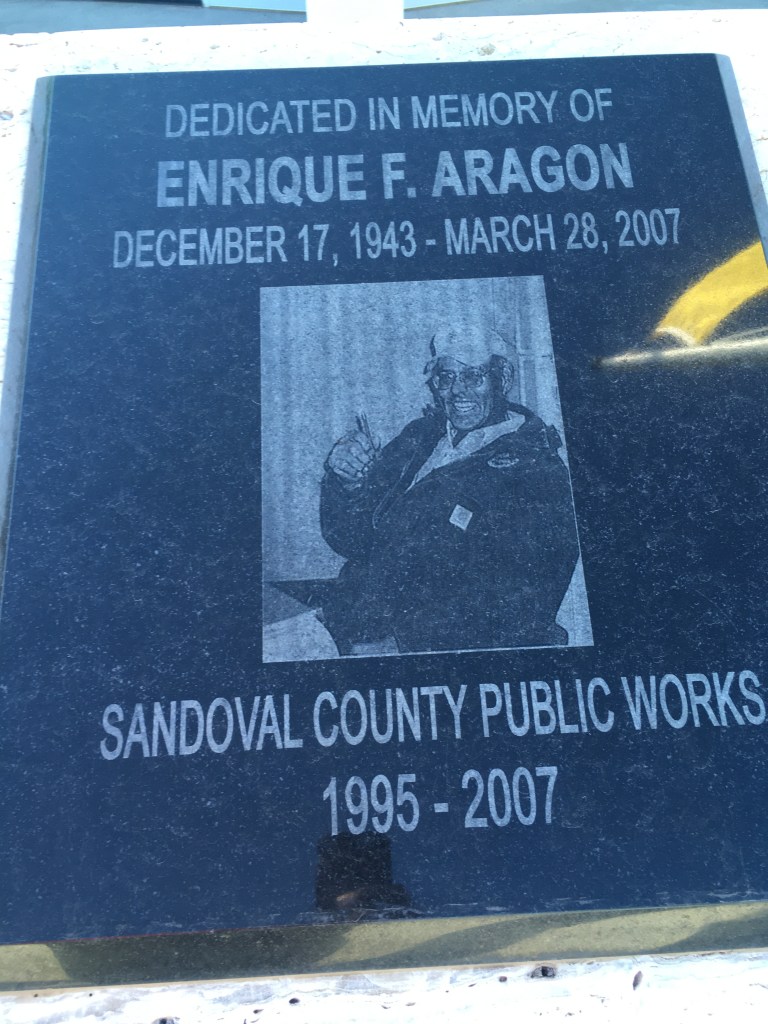 DEDICATED IN MEMORY OF
ENRIQUE F. ARAGON
DECEMBER 17, 1943 - MARCH 28, 2007
SANDOVAL COUNTY PUBLIC WORKS
1995 - 2007